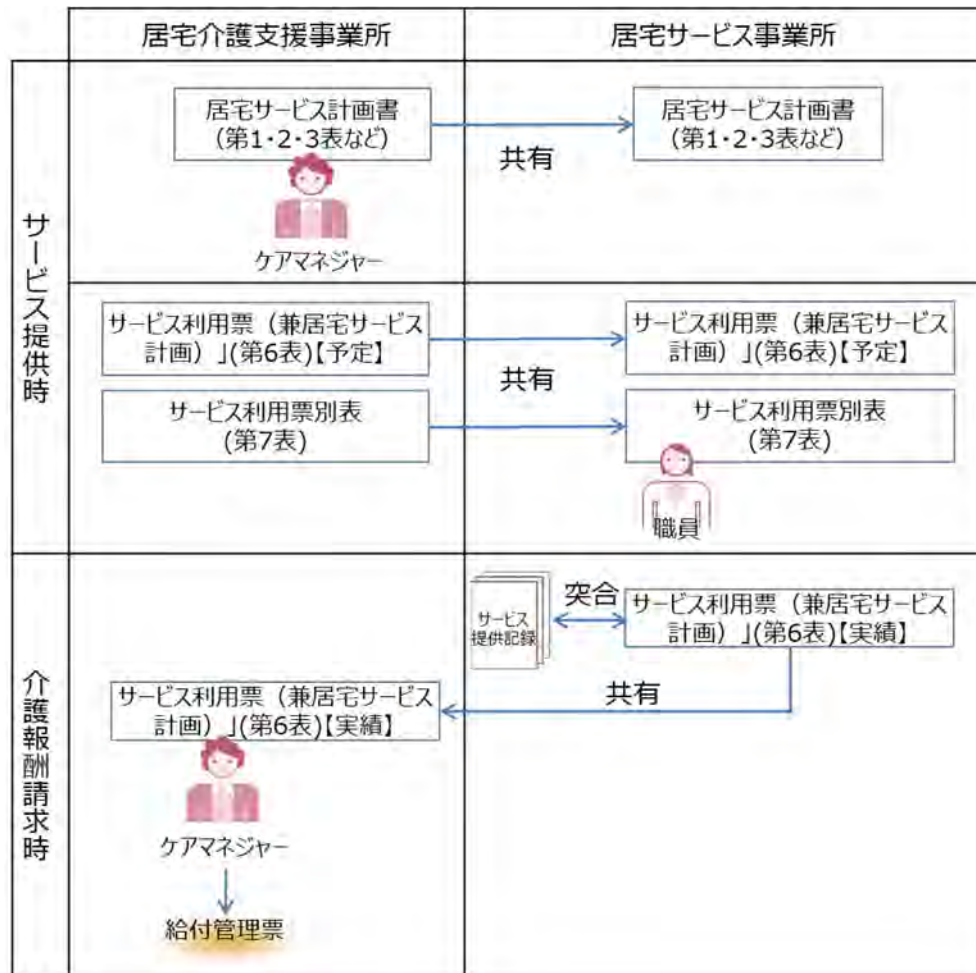 居宅介護支援事業所
居宅サービス事業所
サービス提供時
居宅サービス計画書
(第1・2・3表など)
共有
居宅サービス計画書
(第1・2・3表など)
ケアマネジャー
サービス利用票（兼居宅サービス
計画）」(第6表)【予定】
共有
サービス利用票（兼居宅サービス
計画）」(第6表)【予定】
サービス利用票別表
(第7表)
サービス利用票別表
(第7表)
職員
介護報酬請求時
サービス
提供記録
突合
サービス利用票（兼居宅サービス
計画）」(第6表)【実績】
共有
サービス利用票（兼居宅サービス
計画）」(第6表)【実績】
ケアマネジャー
給付管理票